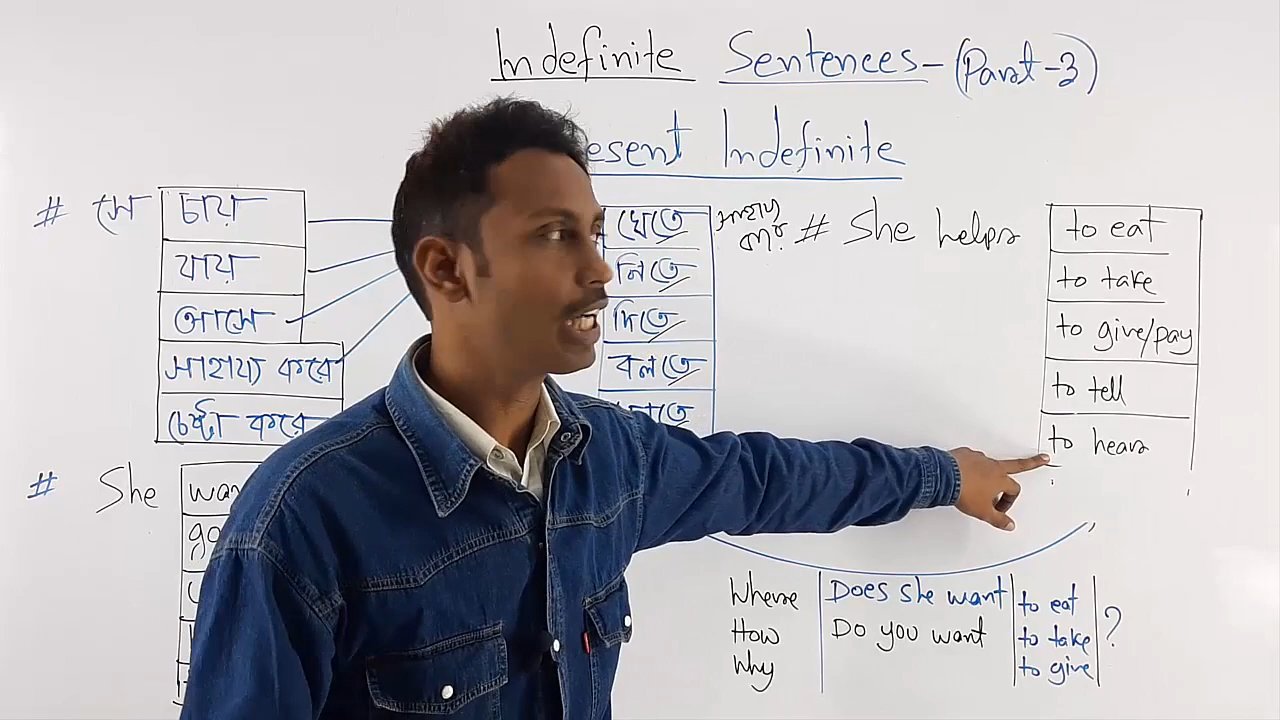 Indefinite Sentences-(Part-3)
esent Indefinite
# সে
চায়
যায়
আসে
সাহায্য করে
চেষ্টা করে
খেতে
নিতে
দিতে
বলতে
# She helps
to eat
to take
to give/pay
to tell
to hear
# She
Where Does she want to eat
How Do you want to take ?
Why to give